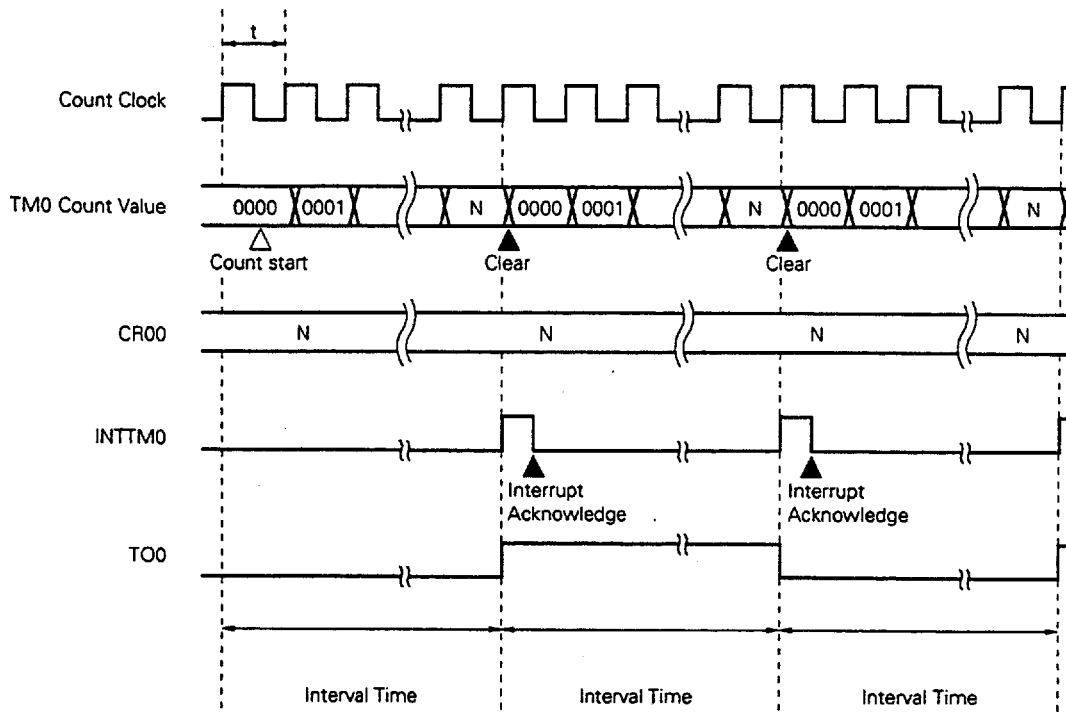 t
Count Clock
TM0 Count Value 0000 0001 N 0000 0001 N 0000 0001 N
Count start Clear Clear
CR00 N N N N
INTTM0
Interrupt Acknowledge
Interrupt Acknowledge
TO0
Interval Time Interval Time Interval Time